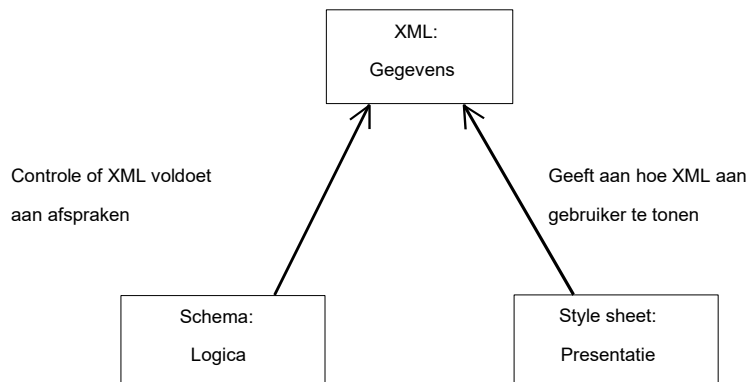 XML:
Gegevens
Controle of XML voldoet
aan afspraken
Geeft aan hoe XML aan
gebruiker te tonen
Schema:
Logica
Style sheet:
Presentatie